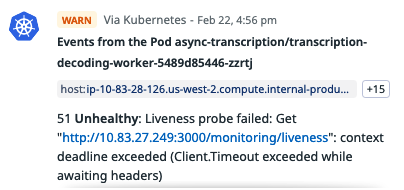 WARN Via Kubernetes - Feb 22, 4:56 pm
Events from the Pod async-transcription/transcription-
decoding-worker-5489d85446-zzrtj
host:ip-10-83-28-126.us-west-2.compute.internal-produ... +15
51 Unhealthy: Liveness probe failed: Get
"http://10.83.27.249:3000/monitoring/liveness": context
deadline exceeded (Client.Timeout exceeded while
awaiting headers)